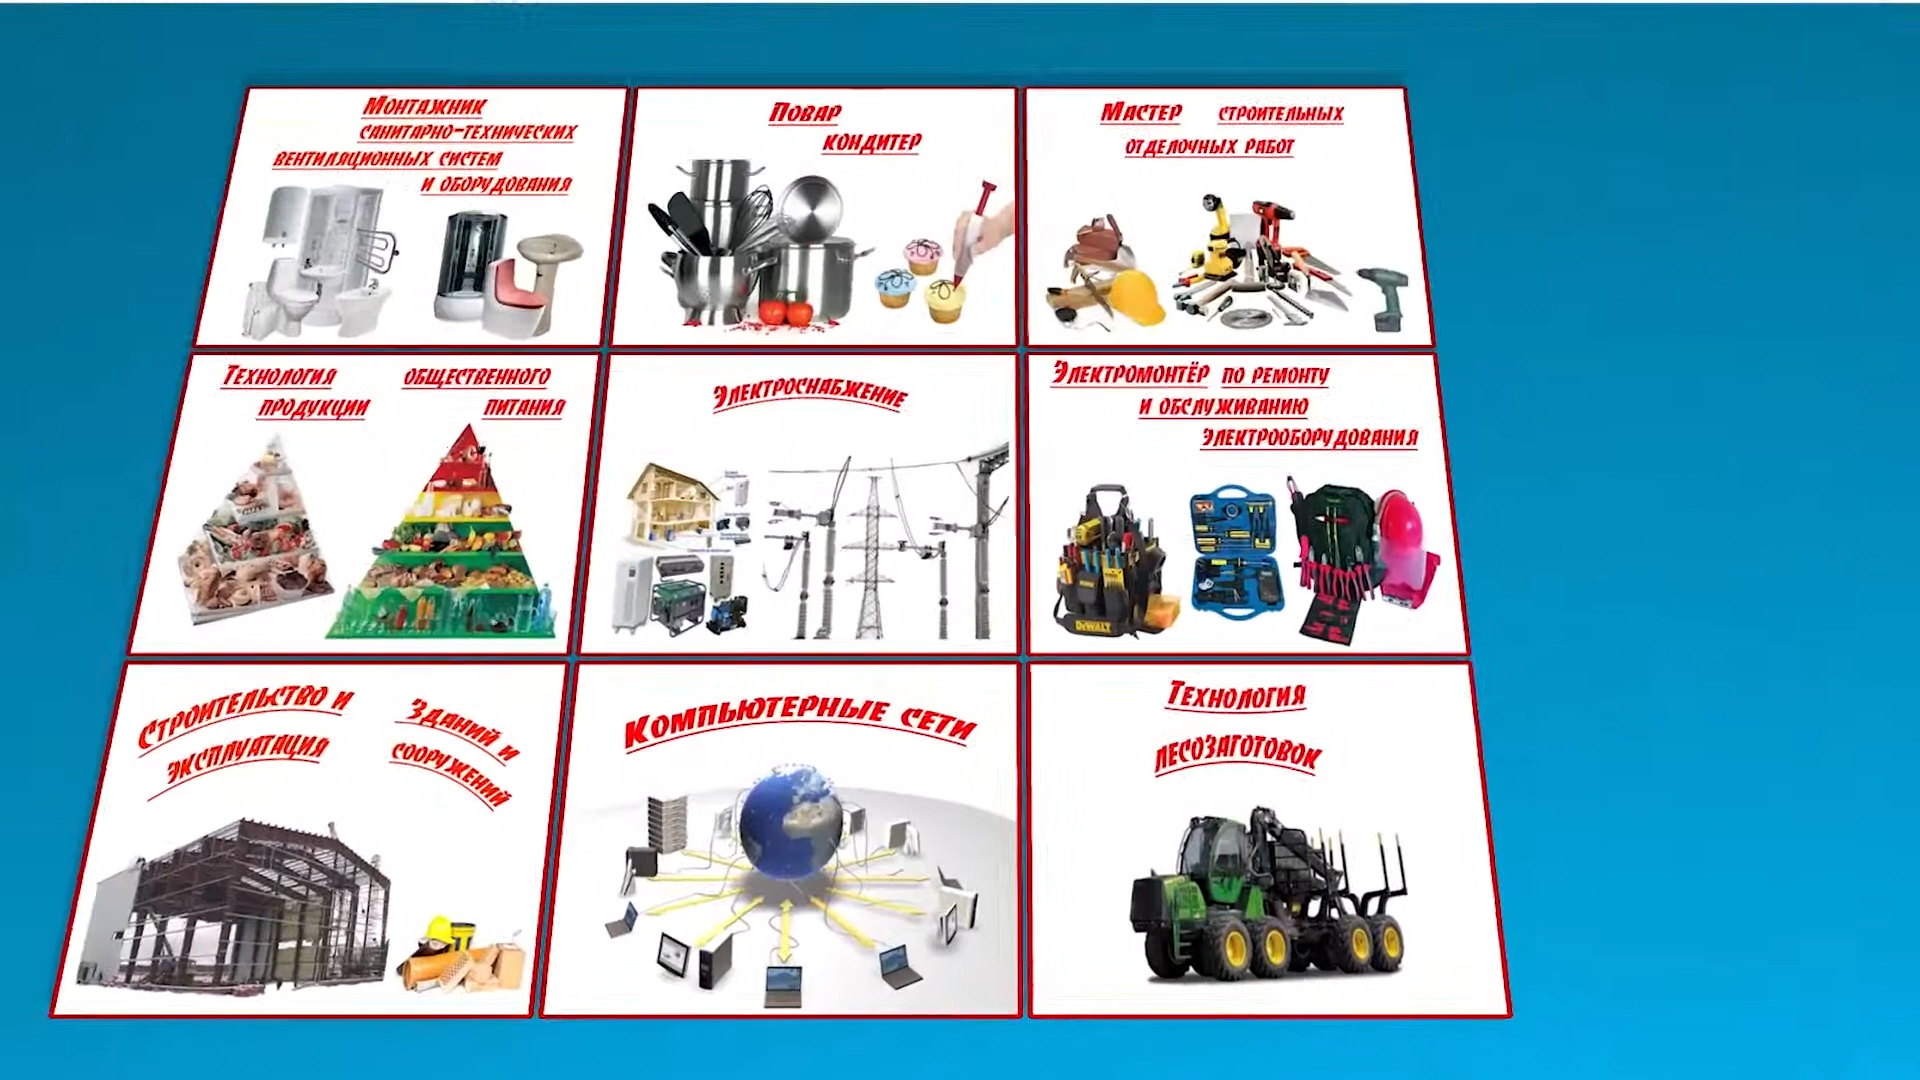 Монтажник
санитарно-технических
вентиляционных систем
и оборудования
Повар
кондитер
Мастер строительных
отделочных работ
Технология общественного
продукции питания
Электроснабжение
Электромонтёр по ремонту
и обслуживанию
электрооборудования
DEWALT
Строительство и Зданий и
эксплуатация сооружений
Компьютерные сети
Технология
лесозаготовок